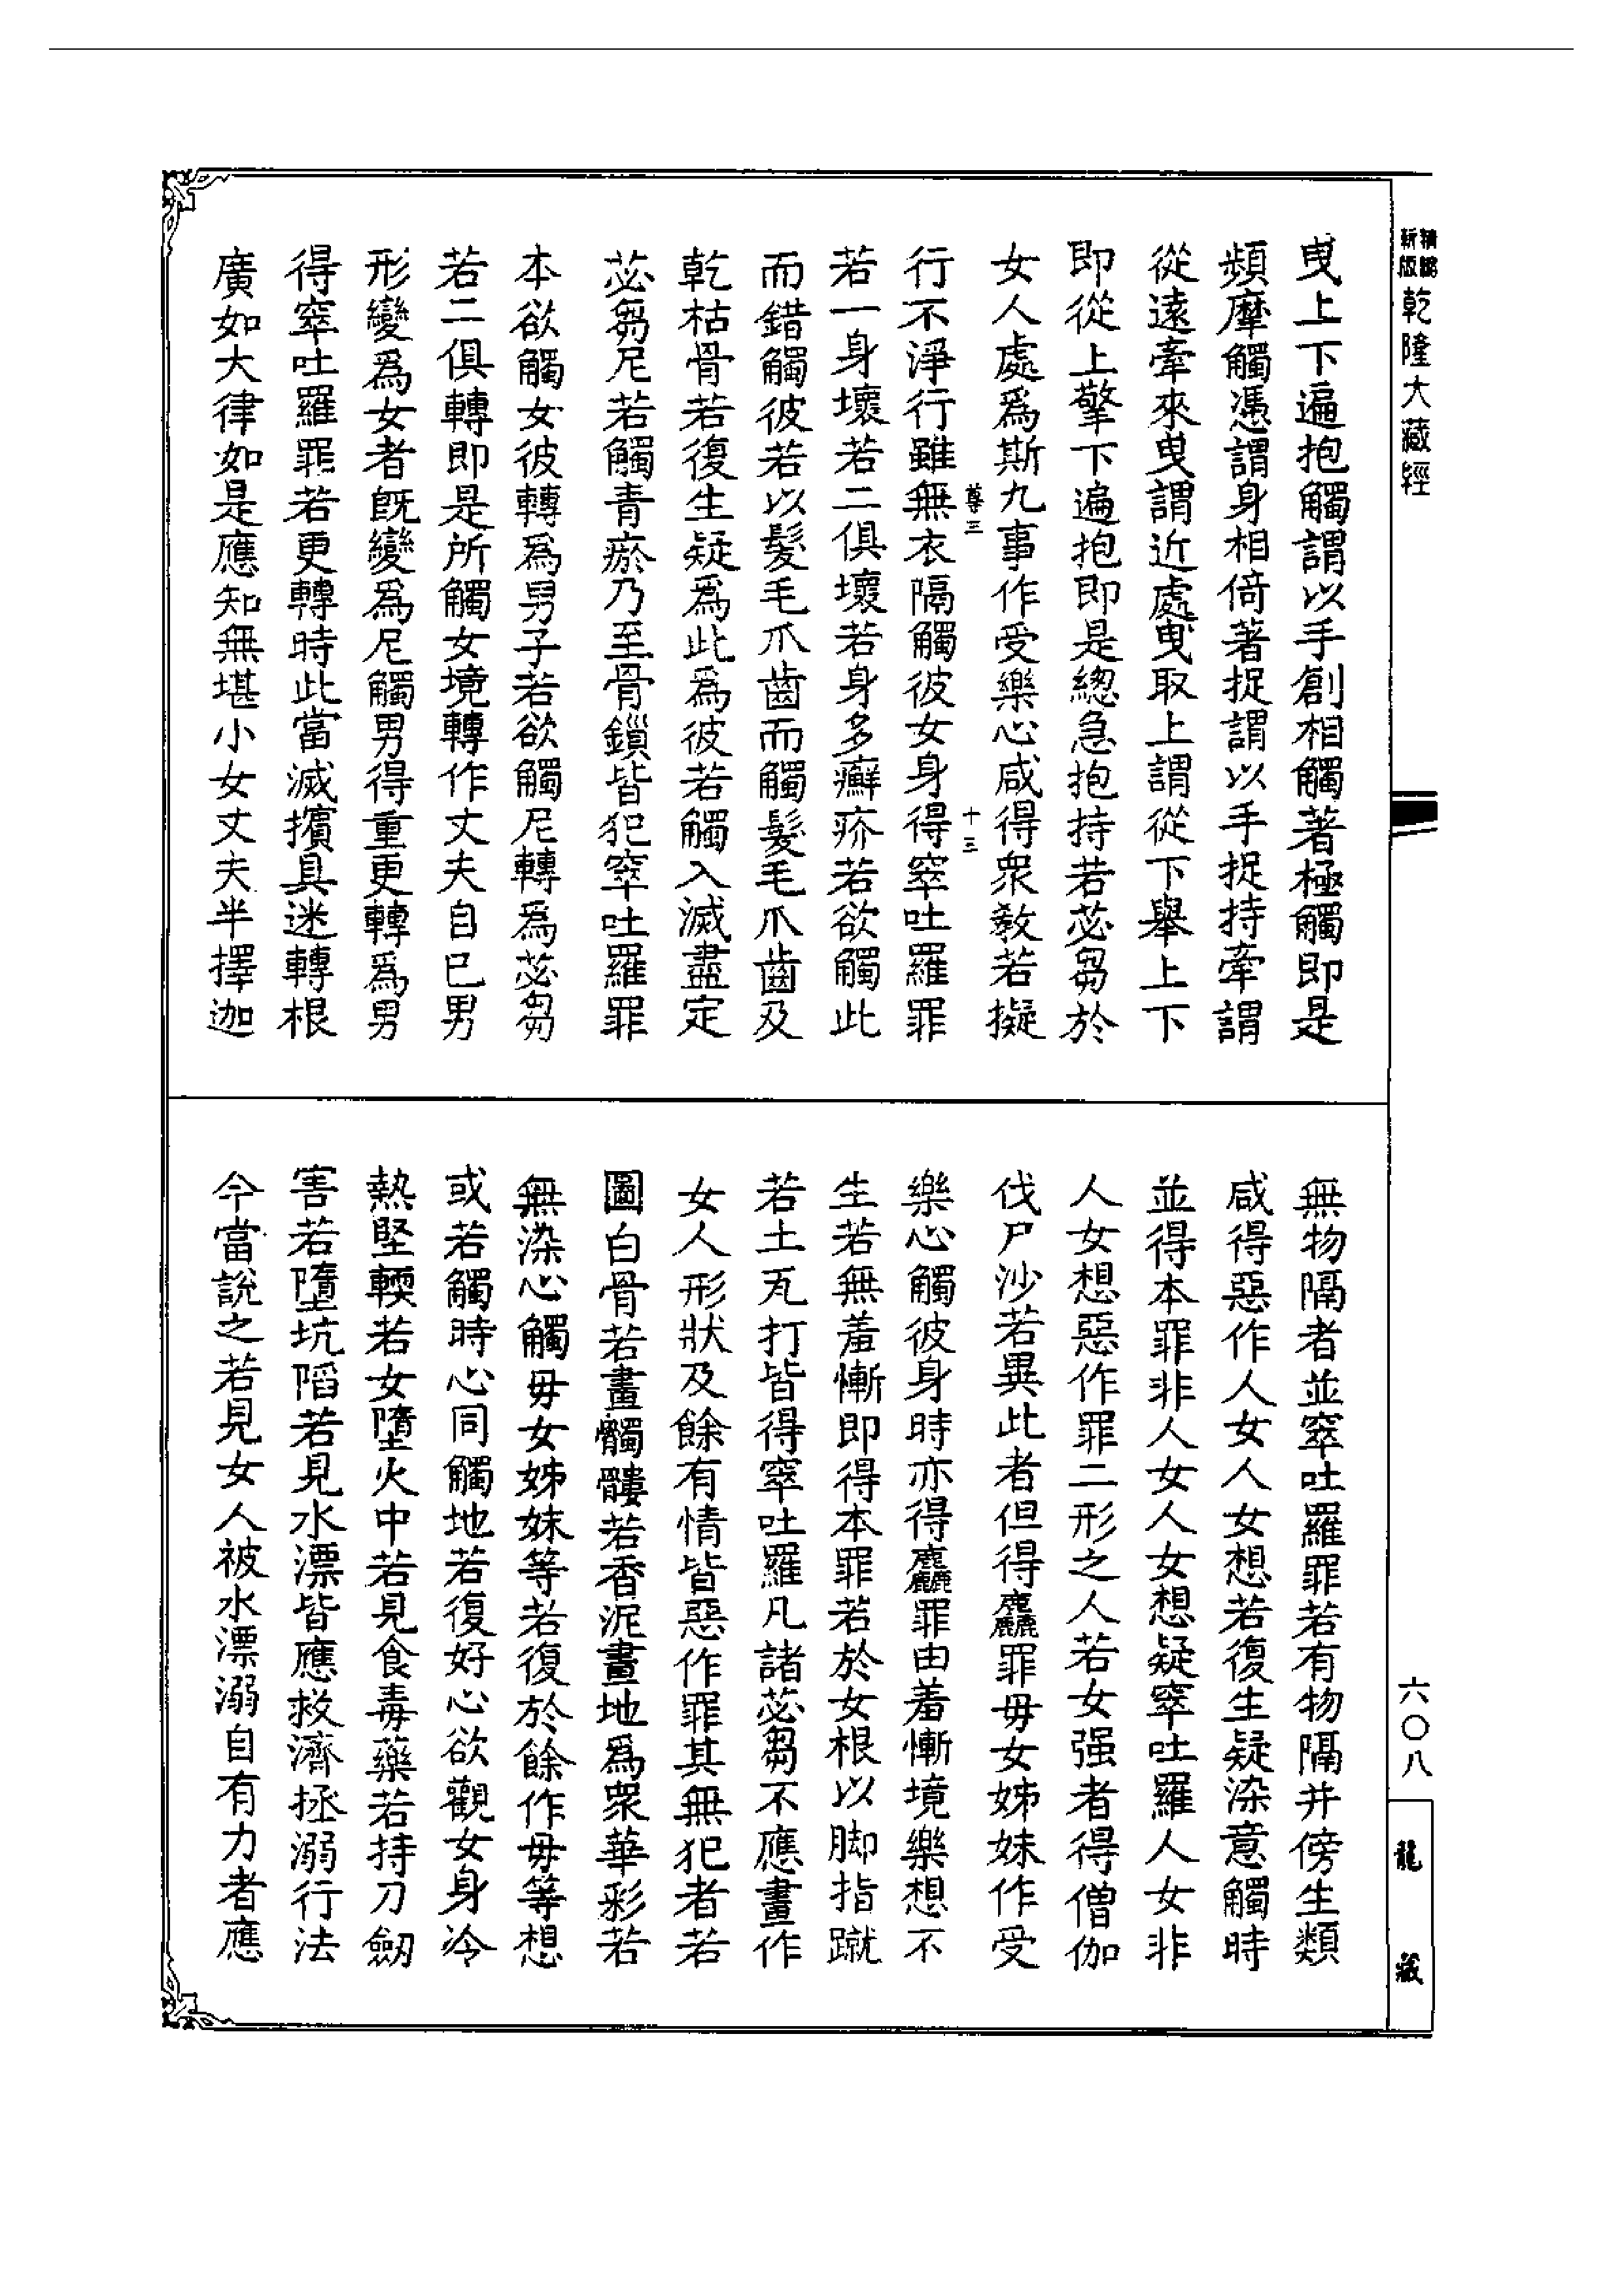 精鵰新版乾隆大藏經
曳上下遍抱觸謂以手創相觸著極觸即是
頻摩觸憑謂身相倚著捉謂以手捉持牽謂
從遠牽來曳謂近處曳取上謂從下舉上下
即從上擎下遍抱即是總急抱持若苾芻於
女人處爲斯九事作受樂心咸得衆教若擬
尊三
十三
行不淨行雖無衣隔觸彼女身得窣吐羅罪
若一身壞若二俱壞若身多癬疥若欲觸此
而錯觸彼若以髮毛爪齒而觸髮毛爪齒及
乾枯骨若復生疑爲此爲彼若觸入滅盡定
苾芻尼若觸青瘀乃至骨鎖皆犯窣吐羅罪
本欲觸女彼轉爲男子若欲觸尼轉爲苾芻
若二俱轉即是所觸女境轉作丈夫自已男
形變爲女者旣變爲尼觸男得重更轉爲男
得窣吐羅罪若更轉時此當滅擯具迷轉根
廣如大律如是應知無堪小女丈夫半擇迦
無物隔者並窣吐羅罪若有物隔并傍生類
咸得惡作人女人女想若復生疑染意觸時
並得本罪非人女人女想疑窣吐羅人女非
人女想惡作罪二形之人若女强者得僧伽
伐尸沙若異此者但得麤罪毋女姊妹作受
樂心觸彼身時亦得麤罪由羞慚境樂想不
生若無羞慚即得本罪若於女根以脚指蹴
若土瓦打皆得窣吐羅凡諸苾芻不應畫作
女人形狀及餘有情皆惡作罪其無犯者若
圖白骨若畫髑髏若香泥畫地爲衆華彩若
無染心觸毋女姊妹等若復於餘作毋等想
或若觸時心同觸地若復好心欲觀女身冷
熱堅輭若女墮火中若見食毒藥若持刀劒
害若墮坑陷若見水漂皆應救濟拯溺行法
今當說之若見女人被水漂溺自有力者應
六〇八
龍藏